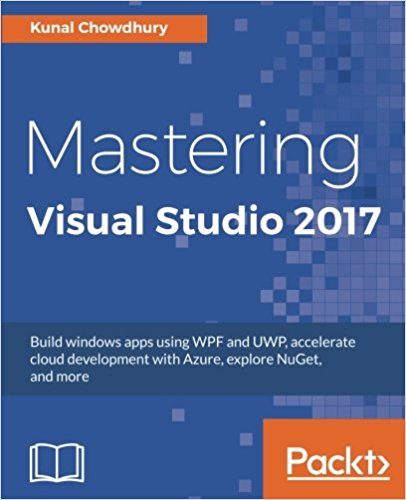 Kunal Chowdhury
Mastering
Visual Studio 2017
Build windows apps using WPF and UWP, accelerate
cloud development with Azure, explore NuGet,
and more
Packt>